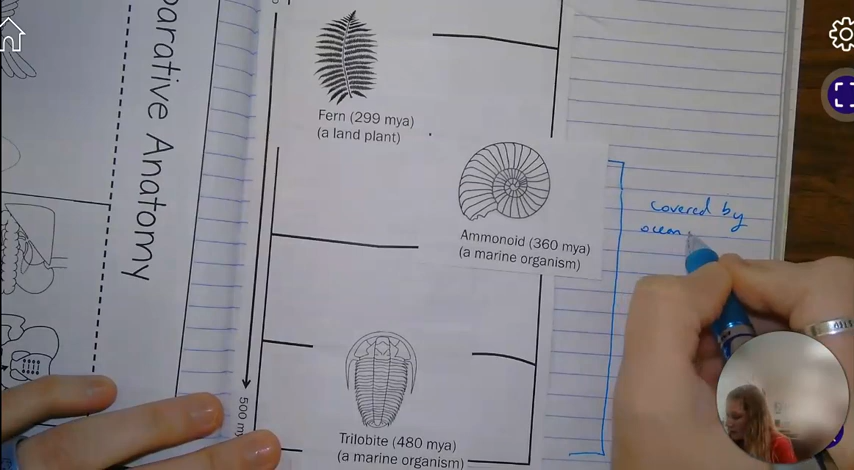 parative Anatomy
Fern (299 mya)
(a land plant)
Ammonoid (360 mya)
(a marine organism)
covered by
ocean
Trilobite (480 mya)
(a marine organism)
500 my